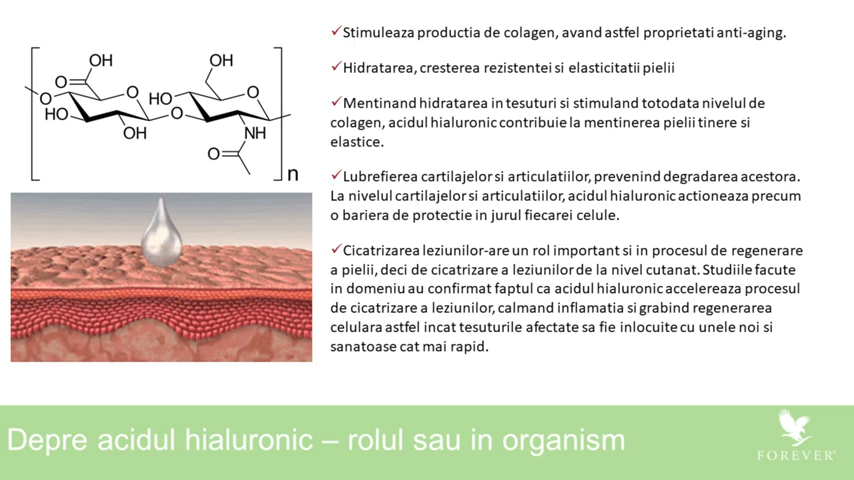 ✓Stimuleaza productia de colagen, avand astfel proprietati anti-aging.
✓Hidratarea, cresterea rezistentei si elasticitatii pielii
✓Mentinand hidratarea in tesuturi si stimuland totodata nivelul de
colagen, acidul hialuronic contribuie la mentinerea pielii tinere si
elastice.
✓Lubrefierea cartilajelor si articulatiilor, prevenind degradarea acestora.
La nivelul cartilajelor si articulatiilor, acidul hialuronic actioneaza precum
o bariera de protectie in jurul fiecarei celule.
✓Cicatrizarea leziunilor-are un rol important si in procesul de regenerare
a pielii, deci de cicatrizare a leziunilor de la nivel cutanat. Studiile facute
in domeniu au confirmat faptul ca acidul hialuronic accelereaza procesul
de cicatrizare a leziunilor, calmand inflamatia si grabind regenerarea
celulara astfel incat tesuturile afectate sa fie inlocuite cu unele noi si
sanatoase cat mai rapid.
OH
OH
O
O
O
HO
O
HO
O
HO
OH
NH
O
n
Depre acidul hialuronic – rolul sau in organism
FOREVER